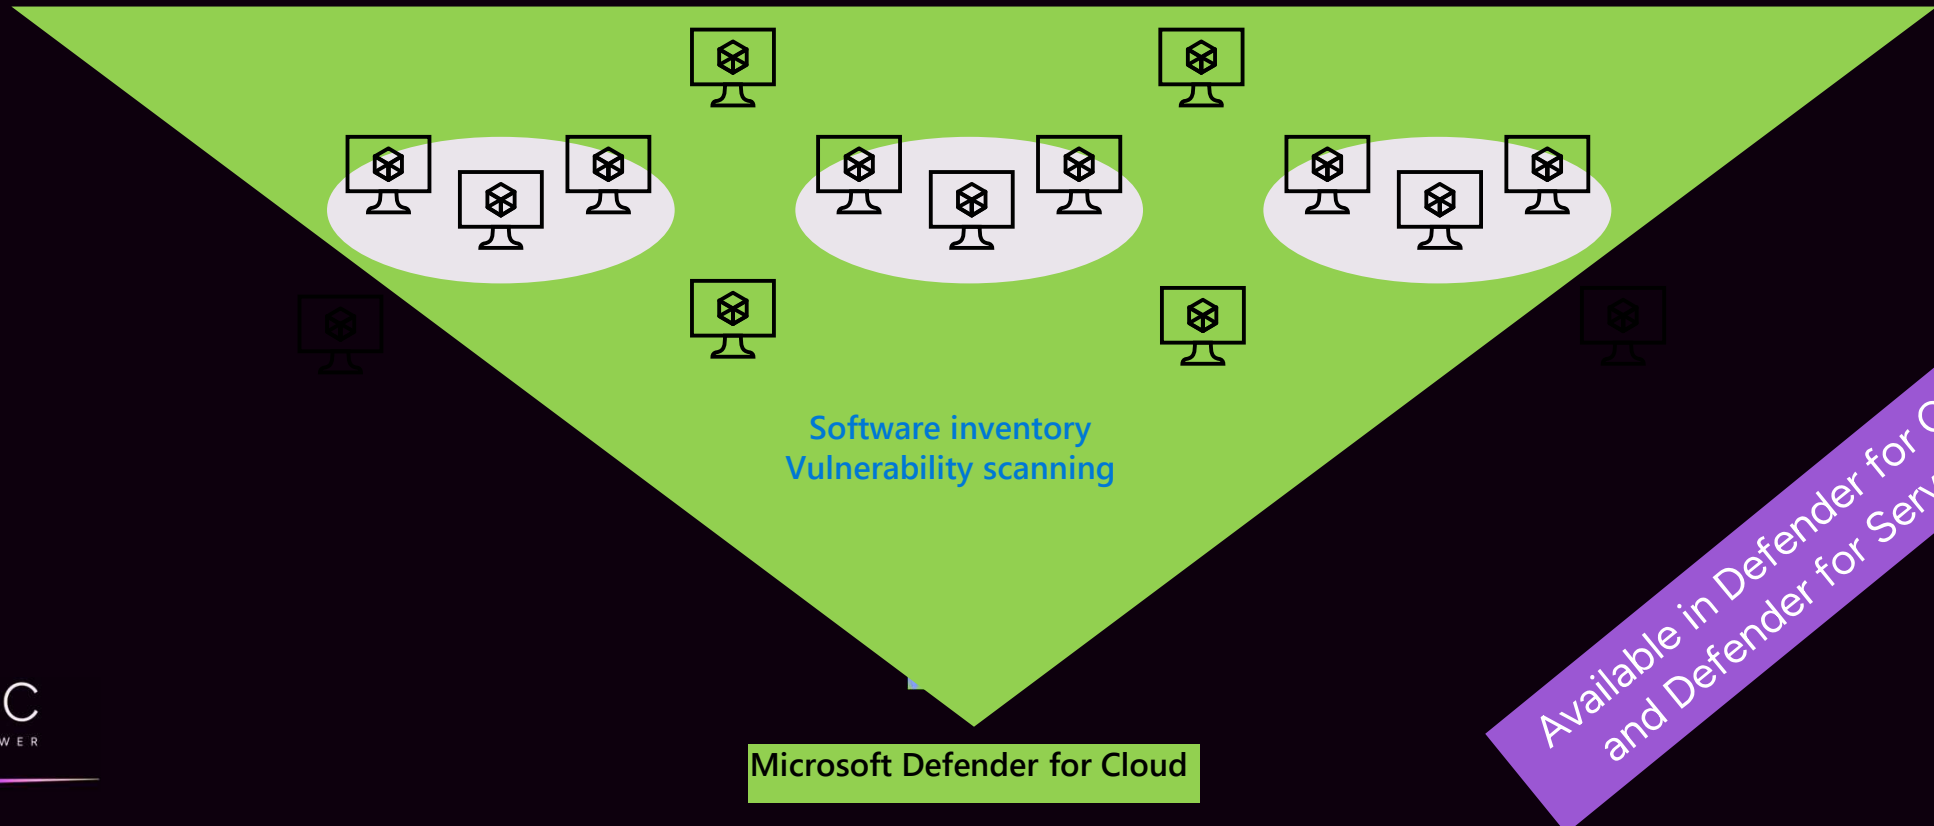 Software inventory
Vulnerability scanning
Available in Defender for
and Defender for
C
W E R
Microsoft Defender for Cloud